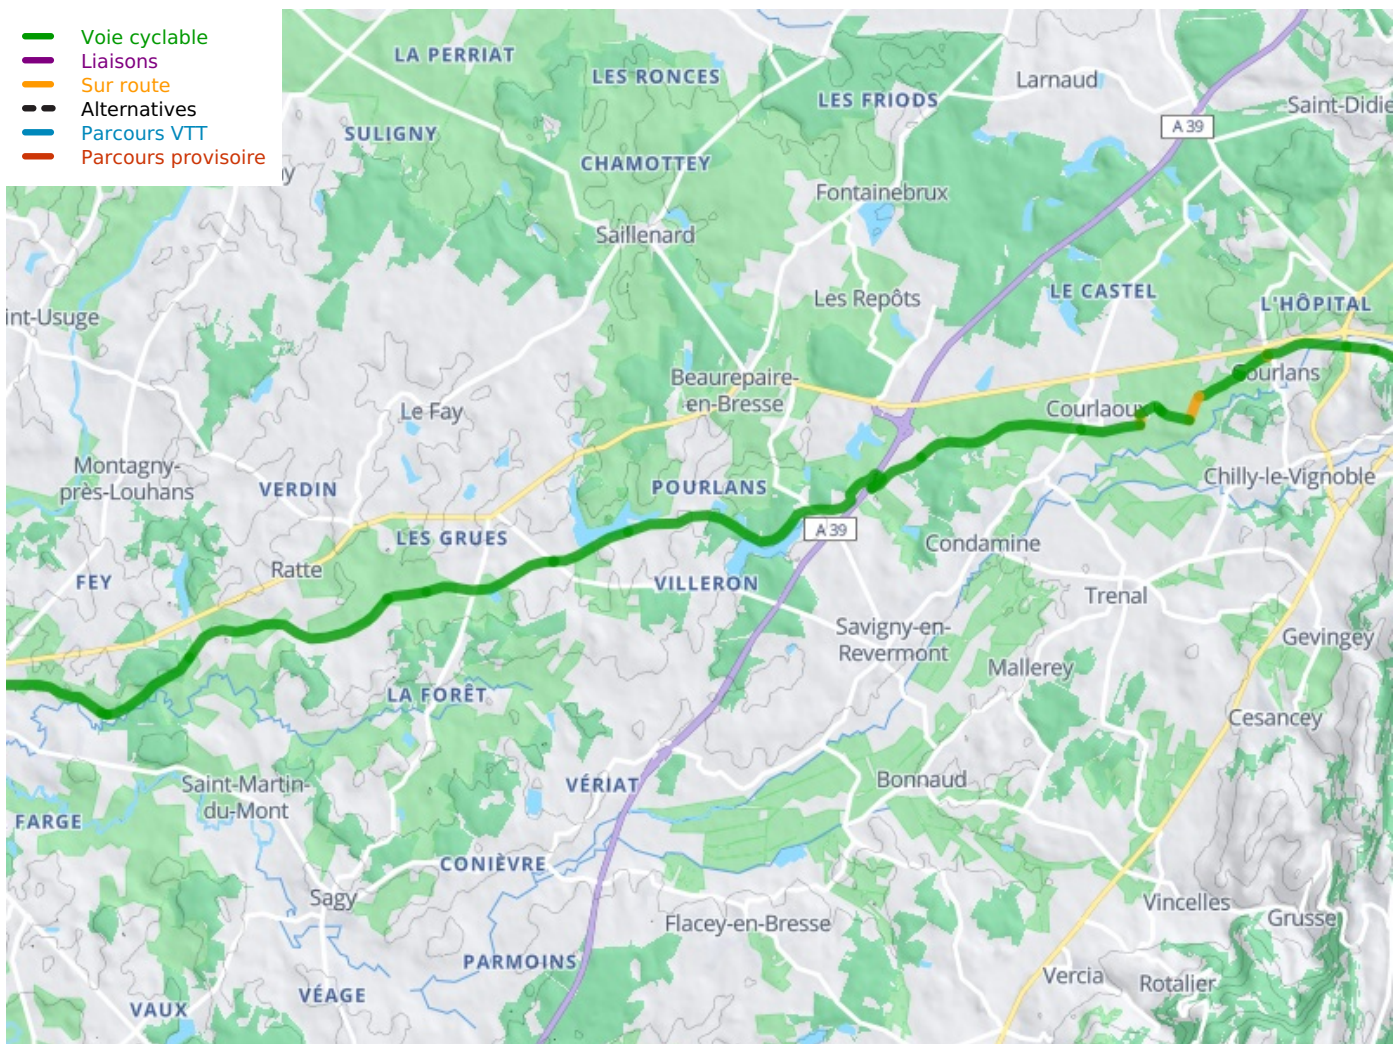 Voie cyclable
Liaisons
Sur route
Alternatives
Parcours VTT
Parcours provisoire
LA PERRIAT
LES RONCES
LES FRIODS
Larnaud
Saint-Didie
A 39
SULIGNY
CHAMOTTEY
Fontainebrux
Saillenard
Les Repôts
LE CASTEL
L'HÔPITAL
int-Usuge
Beaurepaire-
en-Bresse
Courlans
Le Fay
Courlaoux
Montagny-
près-Louhans
VERDIN
POURLANS
Chilly-le-Vignoble
A 39
LES GRUES
Condamine
Ratte
FEY
VILLERON
Trenal
Savigny-en-
Revermont
Gevingey
Mallerey
LA FORÊT
Cesancey
Saint-Martin-
du-Mont
VÉRIAT
Bonnaud
FARGE
CONIÈVRE
Sagy
Vincelles
Flacey-en-Bresse
Grusse
PARMOINS
Vercia
Rotalier
VÉAGE
VAUX